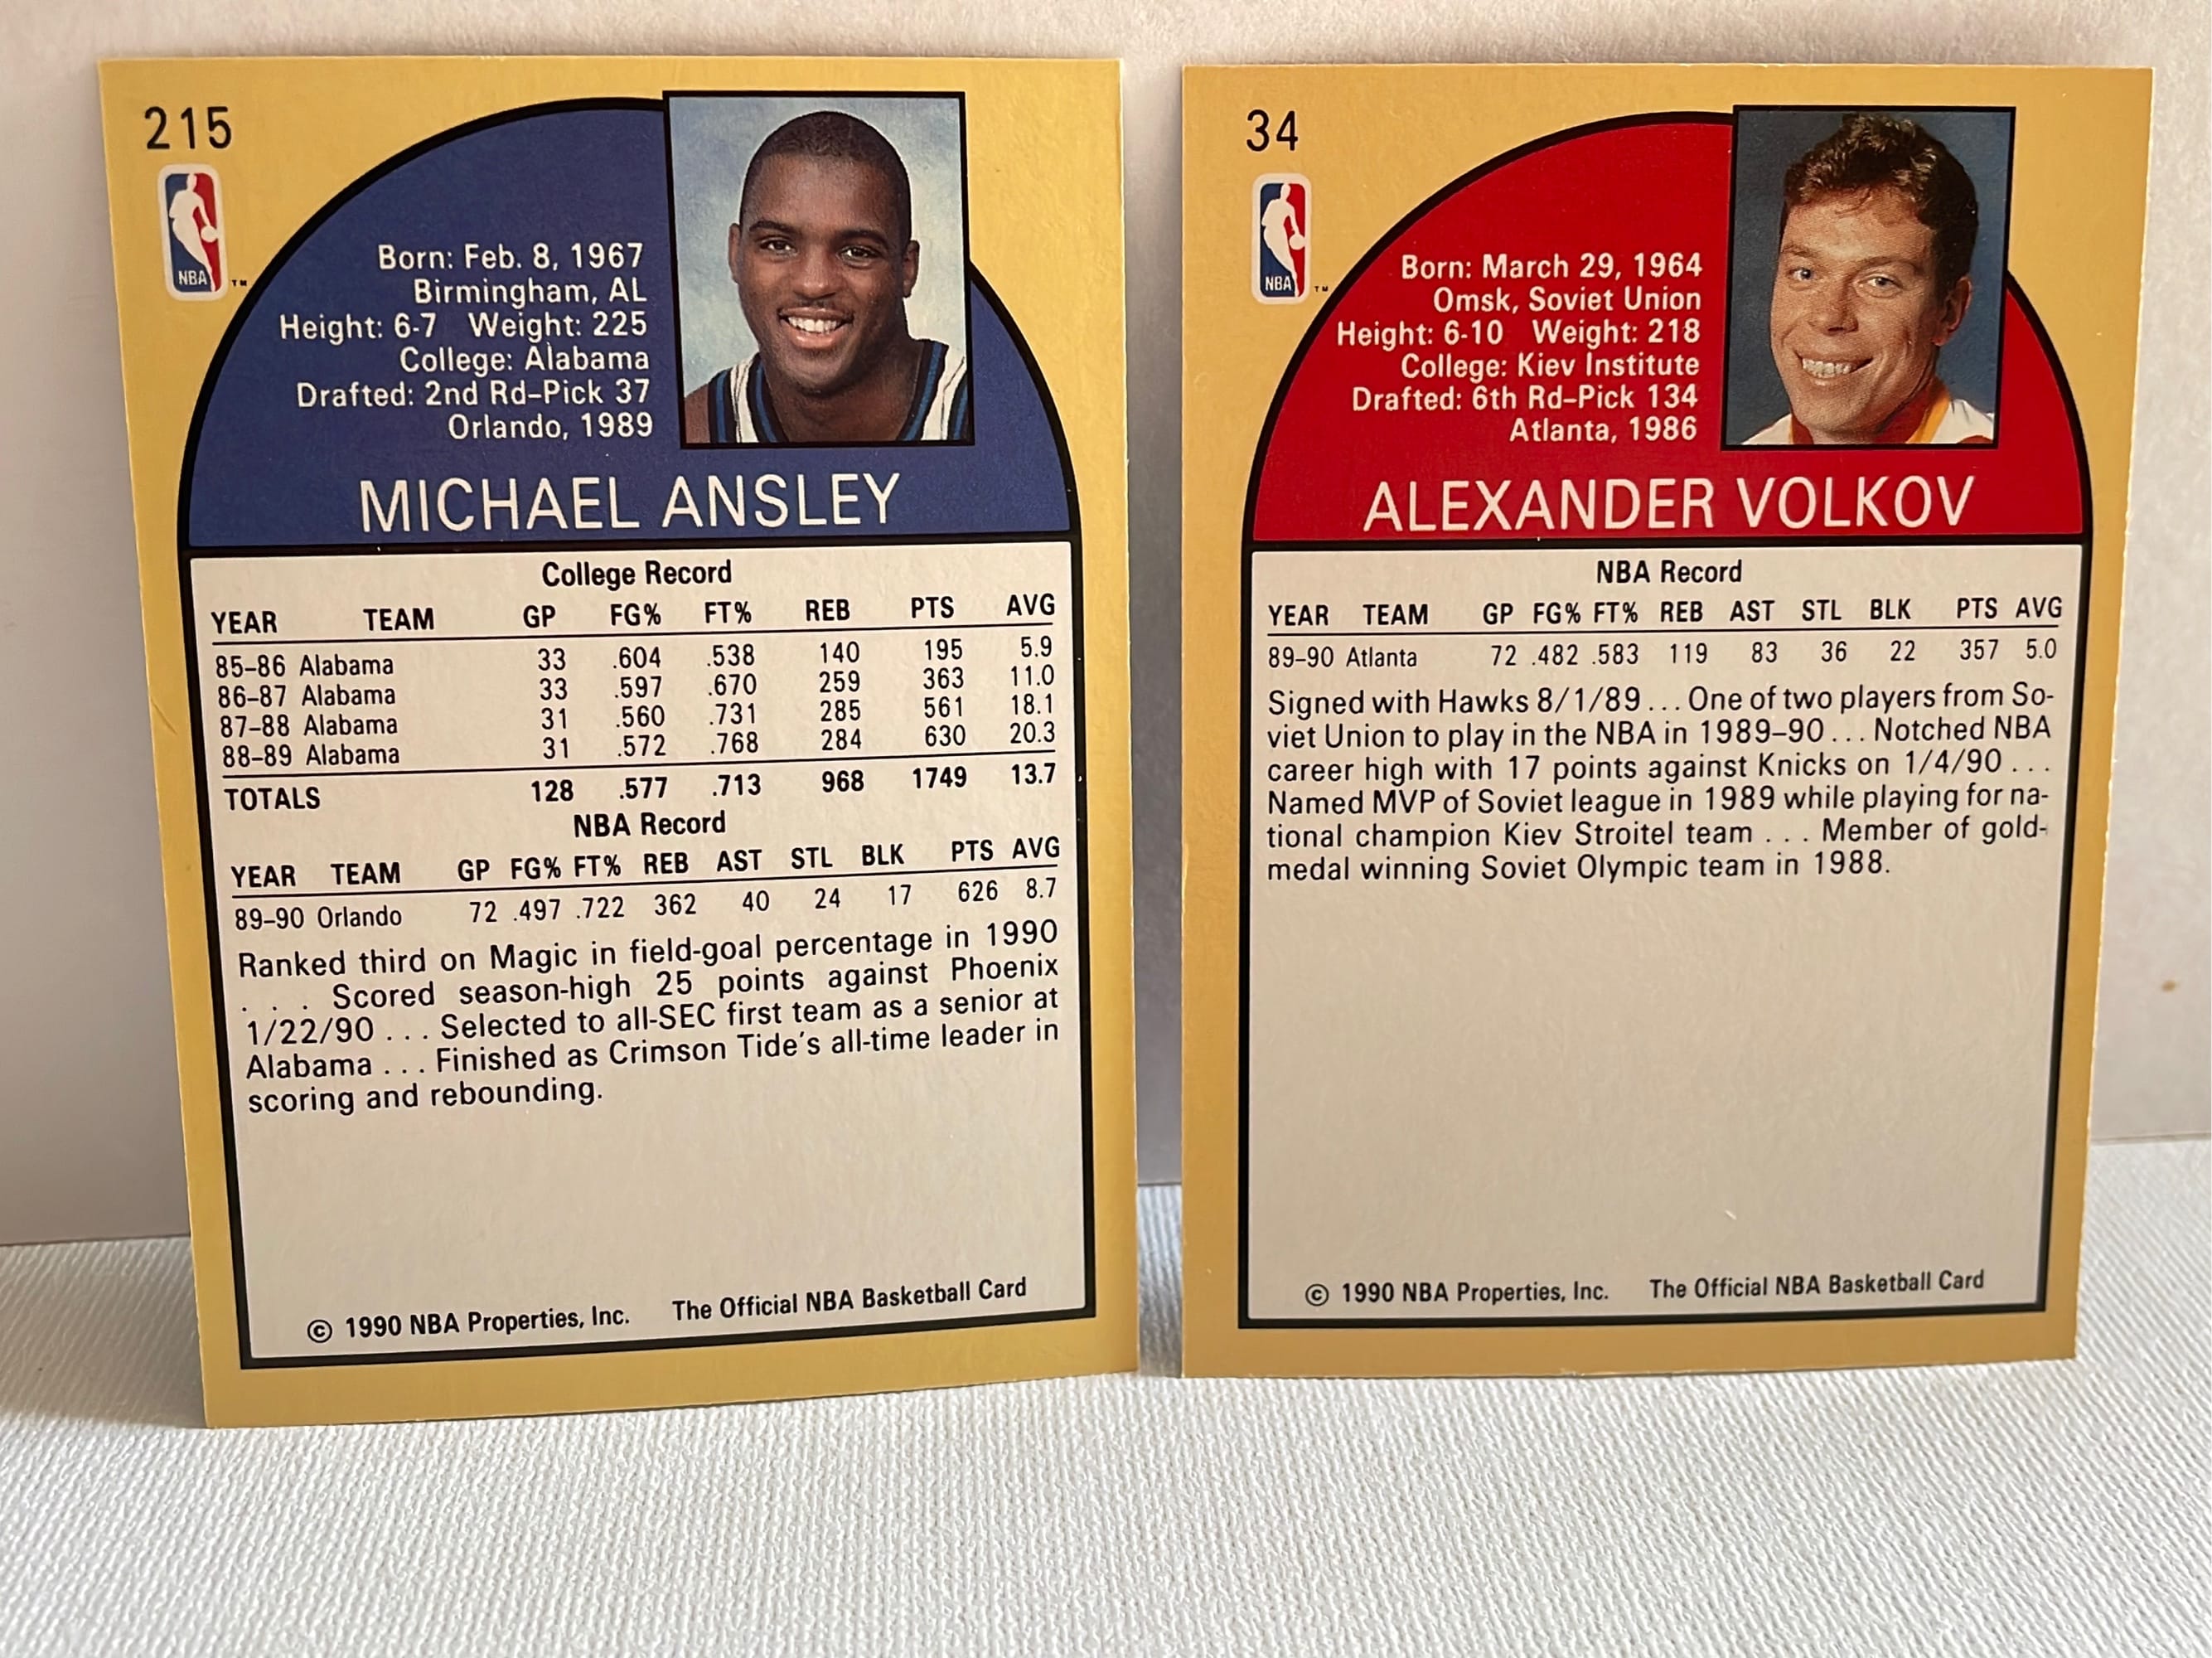 215
NBA
TM
Born: Feb. 8, 1967
Birmingham, AL
Height: 6-7 Weight: 225
College: Alabama
Drafted: 2nd Rd–Pick 37
Orlando, 1989
MICHAEL ANSLEY
College Record
YEAR TEAM GP FG% FT% REB PTS AVG
85–86 Alabama 33 .604 .538 140 195 5.9
86–87 Alabama 33 .597 .670 259 363 11.0
87–88 Alabama 31 .560 .731 285 561 18.1
88–89 Alabama 31 .572 .768 284 630 20.3
TOTALS 128 .577 .713 968 1749 13.7
NBA Record
YEAR TEAM GP FG% FT% REB AST STL BLK PTS AVG
89–90 Orlando 72 .497 .722 362 40 24 17 626 8.7
Ranked third on Magic in field-goal percentage in 1990
. . . Scored season-high 25 points against Phoenix
1/22/90 . . . Selected to all-SEC first team as a senior at
Alabama . . . Finished as Crimson Tide's all-time leader in
scoring and rebounding.
© 1990 NBA Properties, Inc. The Official NBA Basketball Card
34
NBA
TM
Born: March 29, 1964
Omsk, Soviet Union
Height: 6-10 Weight: 218
College: Kiev Institute
Drafted: 6th Rd–Pick 134
Atlanta, 1986
ALEXANDER VOLKOV
NBA Record
YEAR TEAM GP FG% FT% REB AST STL BLK PTS AVG
89–90 Atlanta 72 .482 .583 119 83 36 22 357 5.0
Signed with Hawks 8/1/89 . . . One of two players from So-
viet Union to play in the NBA in 1989–90 . . . Notched NBA
career high with 17 points against Knicks on 1/4/90 . . .
Named MVP of Soviet league in 1989 while playing for na-
tional champion Kiev Stroitel team . . . Member of gold-
medal winning Soviet Olympic team in 1988.
© 1990 NBA Properties, Inc. The Official NBA Basketball Card